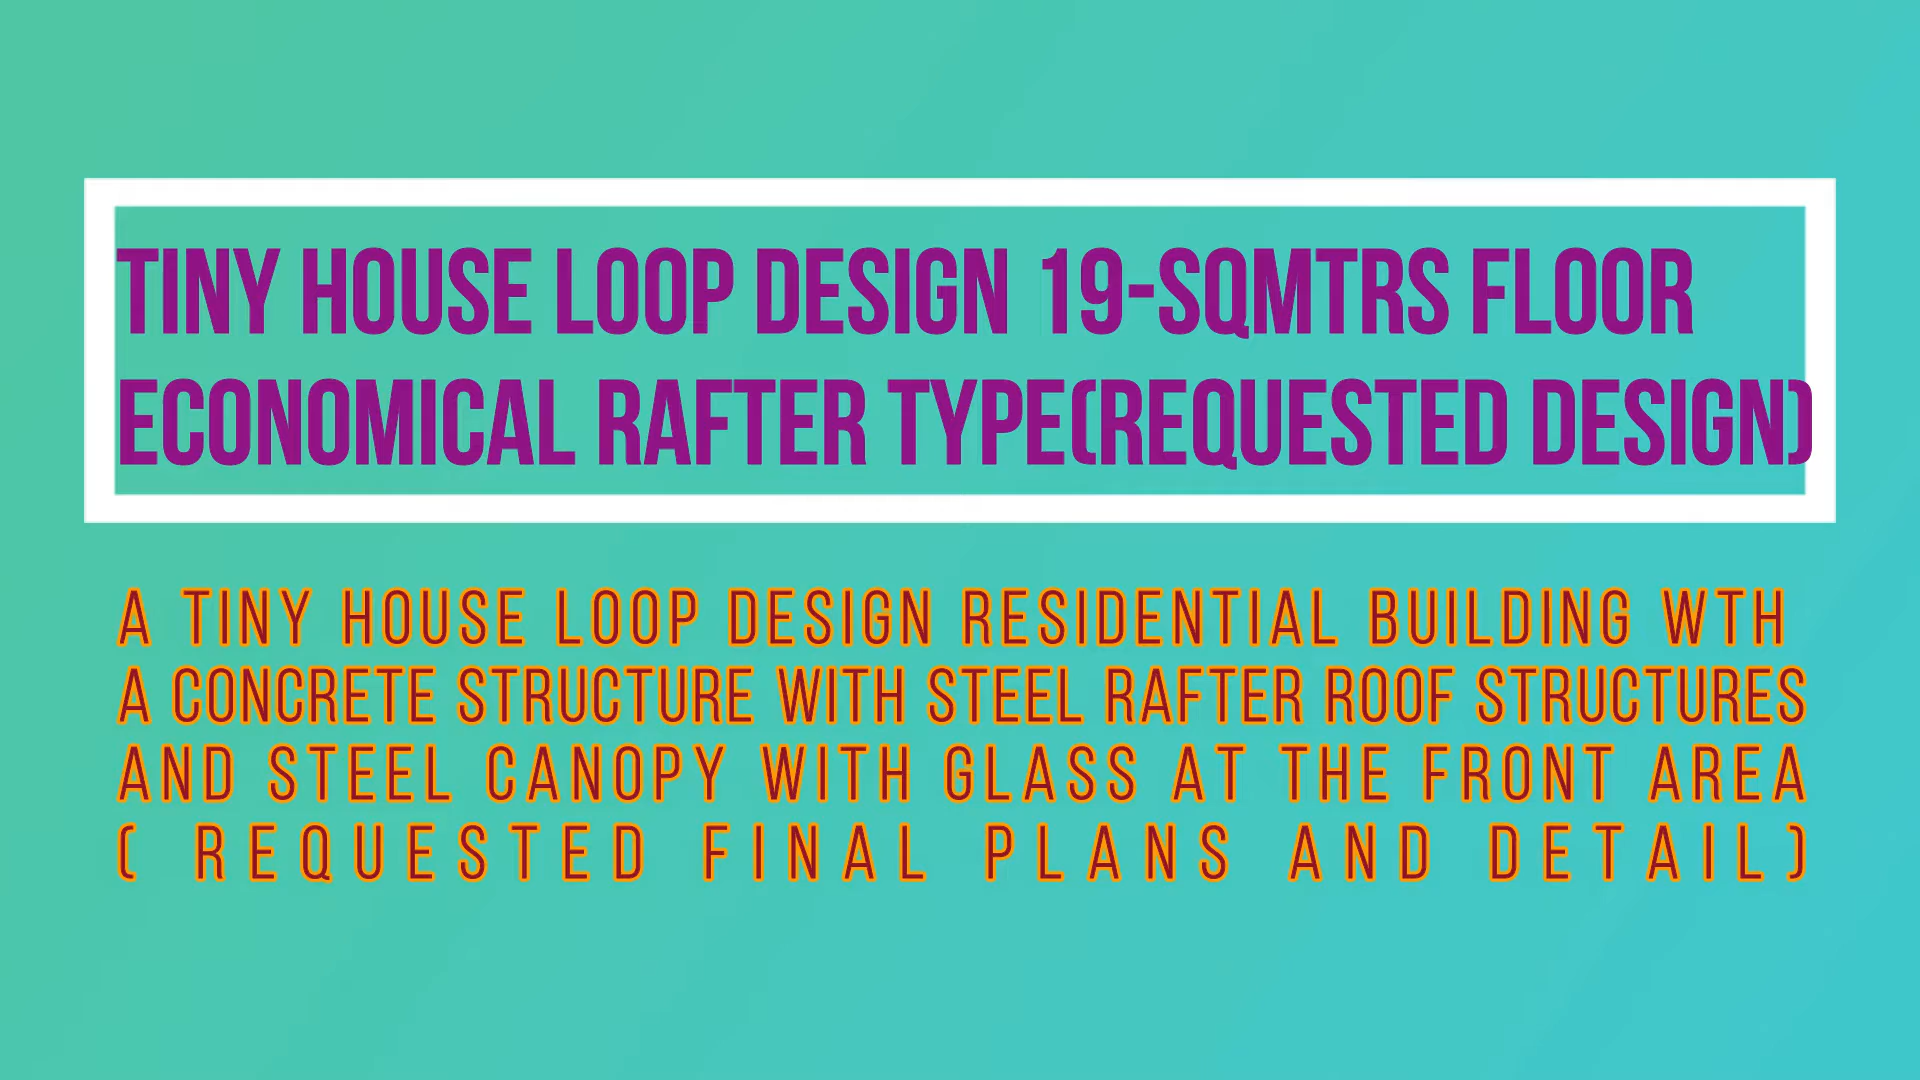 TINY HOUSE LOOP DESIGN 19-SQMTRS FLOOR
ECONOMICAL RAFTER TYPE(REQUESTED DESIGN)
A TINY HOUSE LOOP DESIGN RESIDENTIAL BUILDING WTH
A CONCRETE STRUCTURE WITH STEEL RAFTER ROOF STRUCTURES
AND STEEL CANOPY WITH GLASS AT THE FRONT AREA
( REQUESTED FINAL PLANS AND DETAIL)